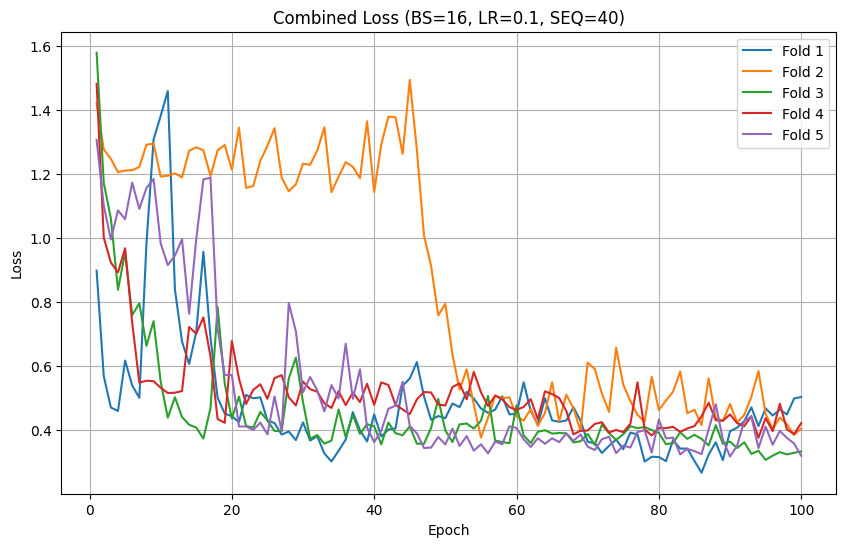 Combined Loss (BS=16, LR=0.1, SEQ=40)
Fold 1
Fold 2
Fold 3
Fold 4
Fold 5
1.6
1.4
1.2
1.0
0.8
0.6
0.4
Loss
0 20 40 60 80 100
Epoch